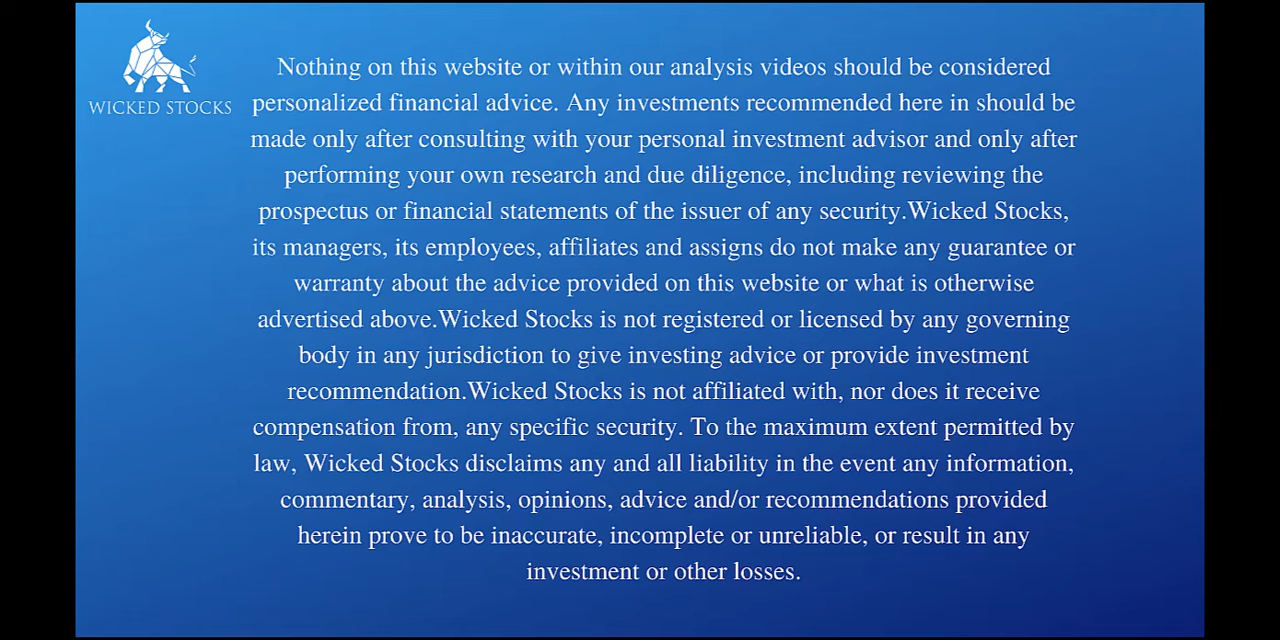 WICKED STOCKS
Nothing on this website or within our analysis videos should be considered
personalized financial advice. Any investments recommended here in should be
made only after consulting with your personal investment advisor and only after
performing your own research and due diligence, including reviewing the
prospectus or financial statements of the issuer of any security.Wicked Stocks,
its managers, its employees, affiliates and assigns do not make any guarantee or
warranty about the advice provided on this website or what is otherwise
advertised above.Wicked Stocks is not registered or licensed by any governing
body in any jurisdiction to give investing advice or provide investment
recommendation.Wicked Stocks is not affiliated with, nor does it receive
compensation from, any specific security. To the maximum extent permitted by
law, Wicked Stocks disclaims any and all liability in the event any information,
commentary, analysis, opinions, advice and/or recommendations provided
herein prove to be inaccurate, incomplete or unreliable, or result in any
investment or other losses.